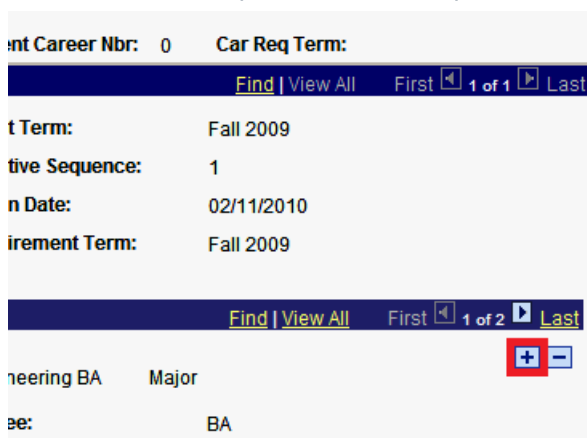 ent Career Nbr: 0 Car Req Term:
Find | View All First 1 of 1 Last
t Term: Fall 2009
tive Sequence: 1
n Date: 02/11/2010
irement Term: Fall 2009
Find | View All First 1 of 2 Last
neering BA Major
ee: BA